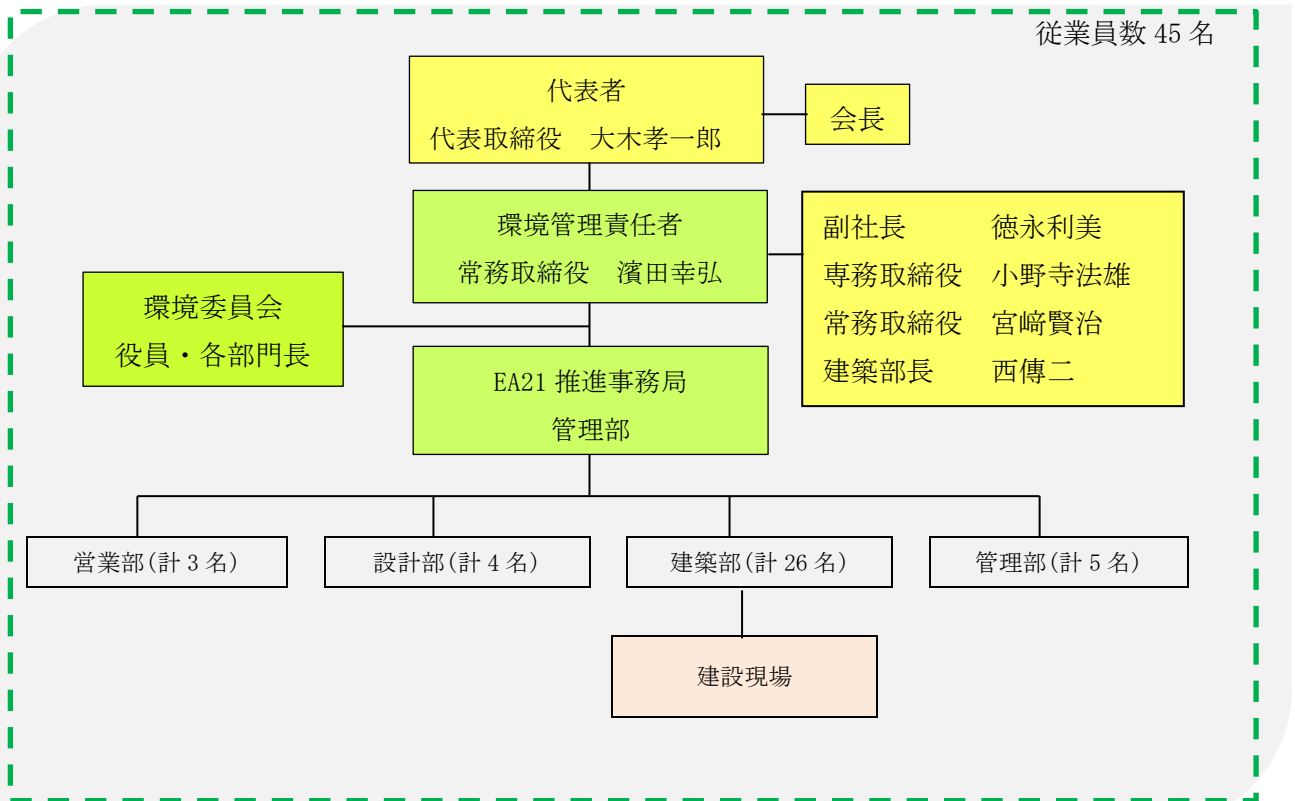 従業員数 45 名
代表者
代表取締役　大木孝一郎
会長
環境管理責任者
常務取締役　濱田幸弘
副社長　　　徳永利美
専務取締役　小野寺法雄
常務取締役　宮﨑賢治
建築部長　　西傳二
環境委員会
役員・各部門長
EA21 推進事務局
管理部
営業部(計 3 名)
設計部(計 4 名)
建築部(計 26 名)
管理部(計 5 名)
建設現場